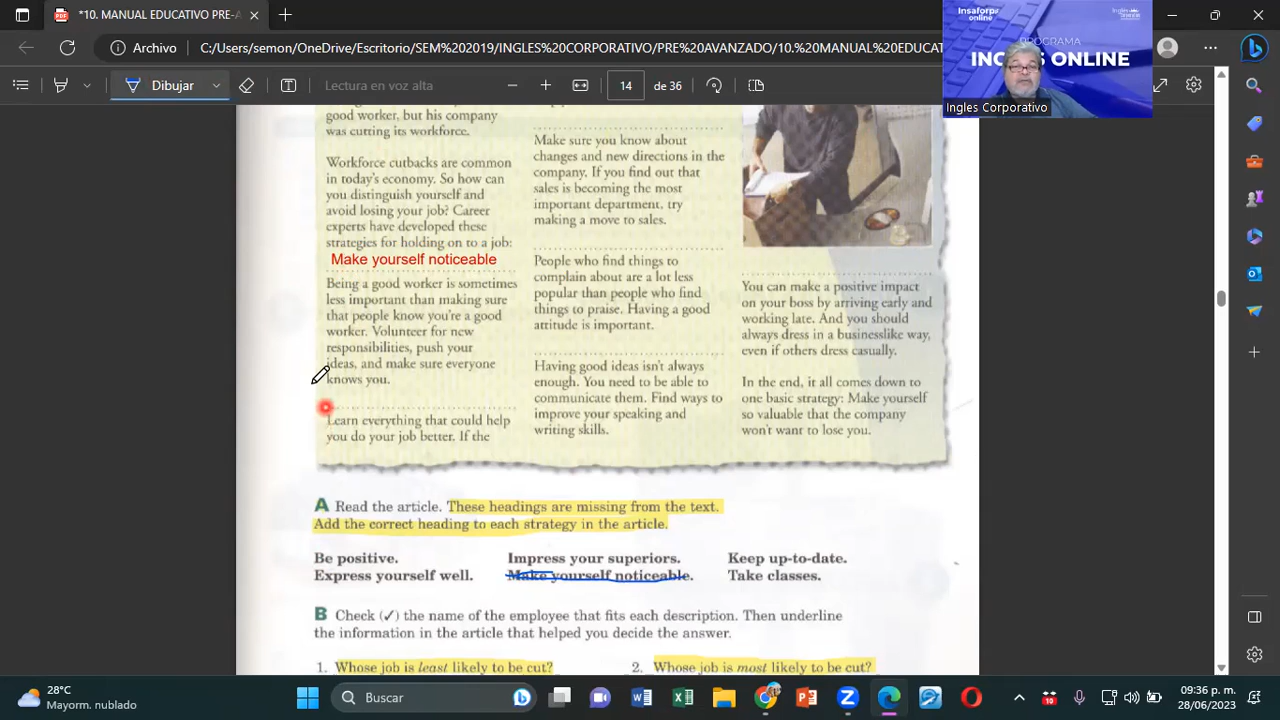 *10. MANUAL EDUCATIVO PRE-
Insaforp
online
Ingles
online
PROGRAMA
INGLES ONLINE
Ingles Corporativo
Archivo
C:/Users/senon/OneDrive/Escritorio/SEM%202019/INGLES%20CORPORATIVO/PRE%20AVANZADO/10.%20MANUAL%20EDUCAT
Dibujar
Lectura en voz alta
14
de 36
good worker, but his company
was cutting its workforce.
Workforce cutbacks are common
in today's economy. So how can
you distinguish yourself and
avoid losing your job? Career
experts have developed these
strategies for holding on to a job:
Make yourself noticeable
Being a good worker is sometimes
less important than making sure
that people know you're a good
worker. Volunteer for new
responsibilities, push your
ideas, and make sure everyone
knows you.
Learn everything that could help
you do your job better. If the
Make sure you know about
changes and new directions in the
company. If you find out that
sales is becoming the most
important department, try
making a move to sales.
People who find things to
complain about are a lot less
popular than people who find
things to praise. Having a good
attitude is important.
Having good ideas isn't always
enough. You need to be able to
communicate them. Find ways to
improve your speaking and
writing skills.
You can make a positive impact
on your boss by arriving early and
working late. And you should
always dress in a businesslike way,
even if others dress casually.
In the end, it all comes down to
one basic strategy: Make yourself
so valuable that the company
won't want to lose you.
A Read the article. These headings are missing from the text.
Add the correct heading to each strategy in the article.
Be positive. Impress your superiors. Keep up-to-date.
Express yourself well. Make yourself noticeable. Take classes.
B Check (✓) the name of the employee that fits each description. Then underline
the information in the article that helped you decide the answer.
1. Whose job is least likely to be cut? 2. Whose job is most likely to be cut?
28°C
Mayorm. nublado
Buscar
10
09:36 p. m.
28/06/2023